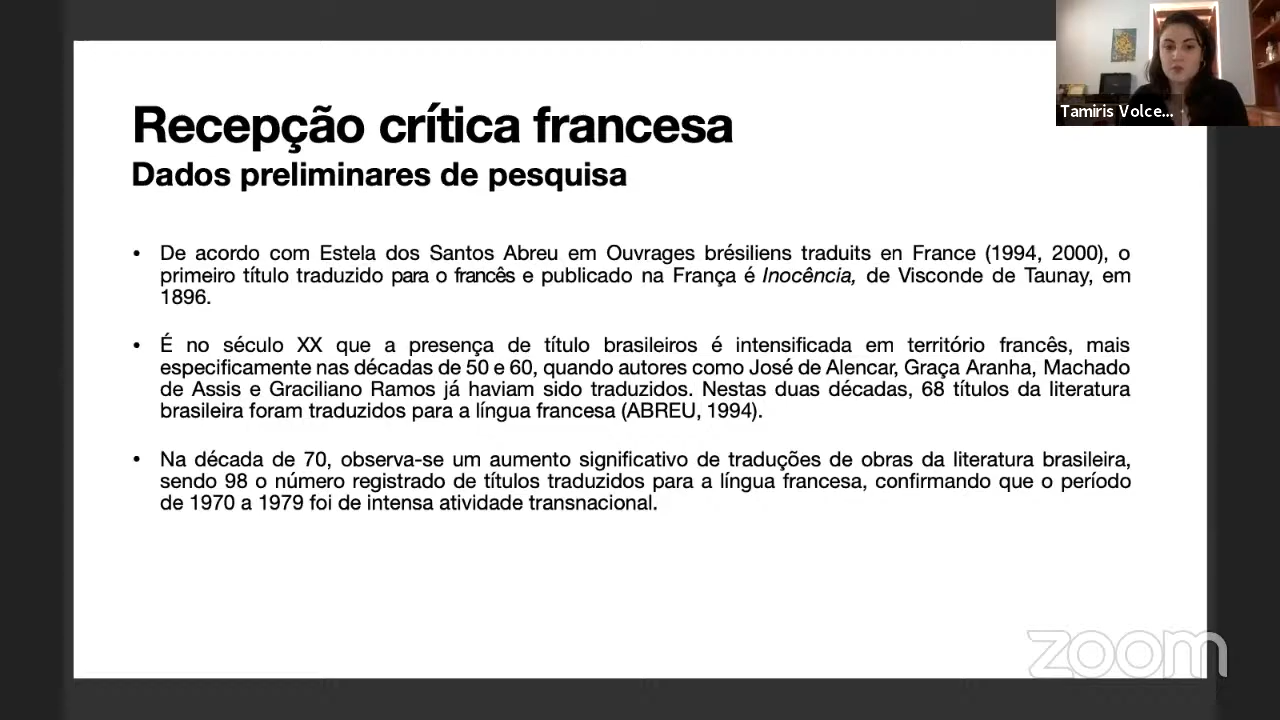 Recepção crítica francesa
Dados preliminares de pesquisa
Tamiris Volce...
• De acordo com Estela dos Santos Abreu em Ouvrages brésiliens traduits en France (1994, 2000), o
primeiro título traduzido para o francês e publicado na França é Inocência, de Visconde de Taunay, em
1896.
• É no século XX que a presença de título brasileiros é intensificada em território francês, mais
especificamente nas décadas de 50 e 60, quando autores como José de Alencar, Graça Aranha, Machado
de Assis e Graciliano Ramos já haviam sido traduzidos. Nestas duas décadas, 68 títulos da literatura
brasileira foram traduzidos para a língua francesa (ABREU, 1994).
• Na década de 70, observa-se um aumento significativo de traduções de obras da literatura brasileira,
sendo 98 o número registrado de títulos traduzidos para a língua francesa, confirmando que o período
de 1970 a 1979 foi de intensa atividade transnacional.
zoom